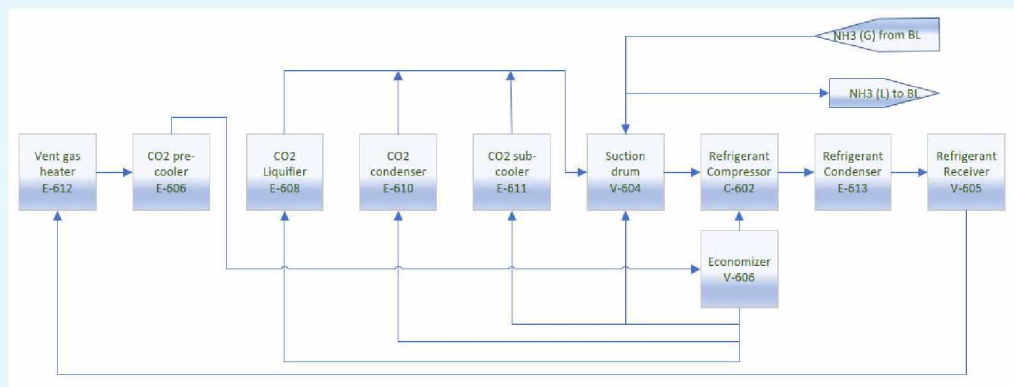 NH3 (G) from BL
NH3 (L) to BL
Vent gas
heater
E-612
CO2 pre-
cooler
E-606
CO2
Liquifier
E-608
CO2
condenser
E-610
CO2 sub-
cooler
E-611
Suction
drum
V-604
Refrigerant
Compressor
C-602
Refrigerant
Condenser
E-613
Refrigerant
Receiver
V-605
Economizer
V-606